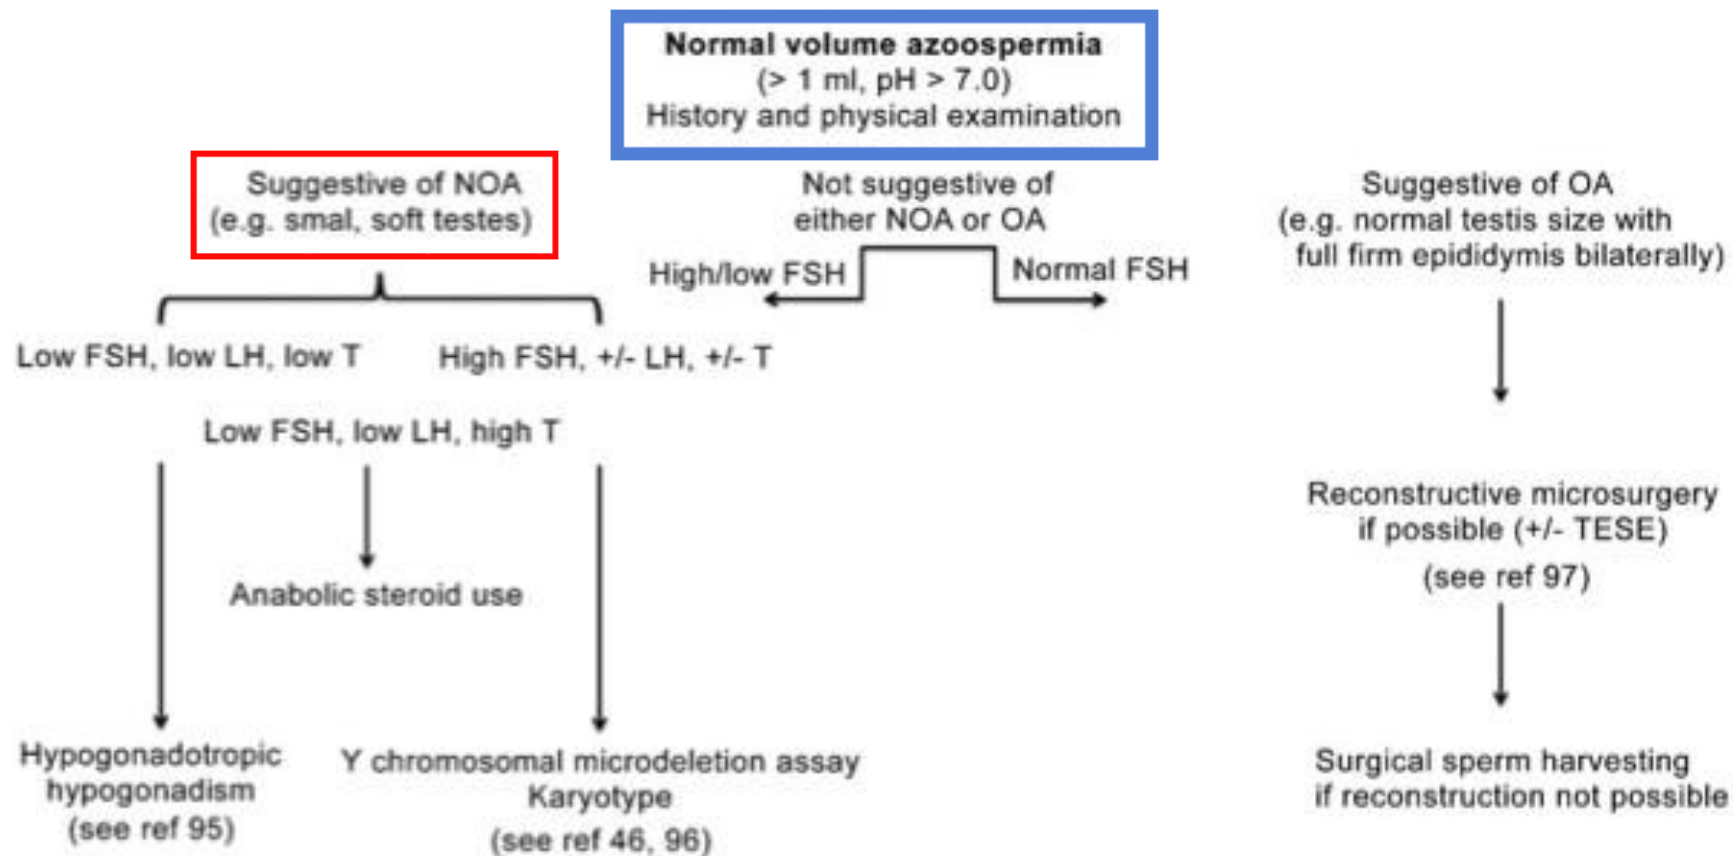 Normal volume azoospermia
(> 1 ml, pH > 7.0)
History and physical examination
Suggestive of NOA
(e.g. smal, soft testes)
Not suggestive of
either NOA or OA
High/low FSH
Normal FSH
Suggestive of OA
(e.g. normal testis size with
full firm epididymis bilaterally)
Low FSH, low LH, low T
High FSH, +/- LH, +/- T
Low FSH, low LH, high T
Anabolic steroid use
Hypogonadotropic
hypogonadism
(see ref 95)
Y chromosomal microdeletion assay
Karyotype
(see ref 46, 96)
Reconstructive microsurgery
if possible (+/- TESE)
(see ref 97)
Surgical sperm harvesting
if reconstruction not possible